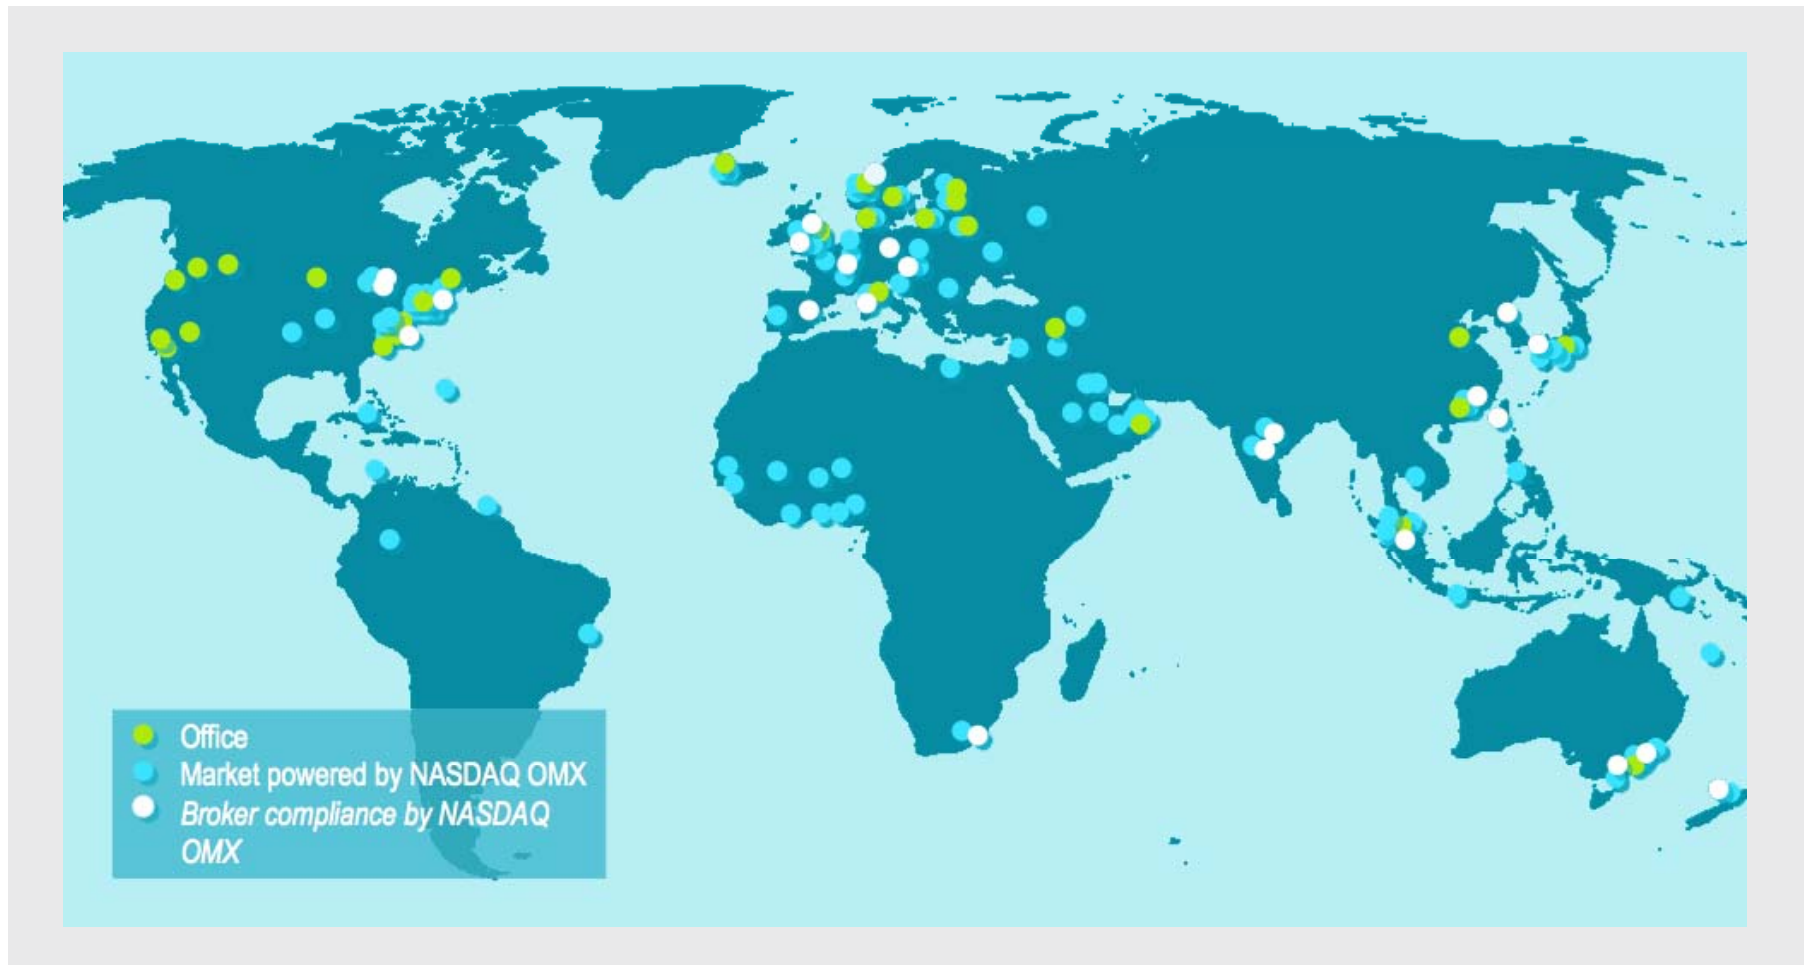 Office
Market powered by NASDAQ OMX
Broker compliance by NASDAQ
OMX